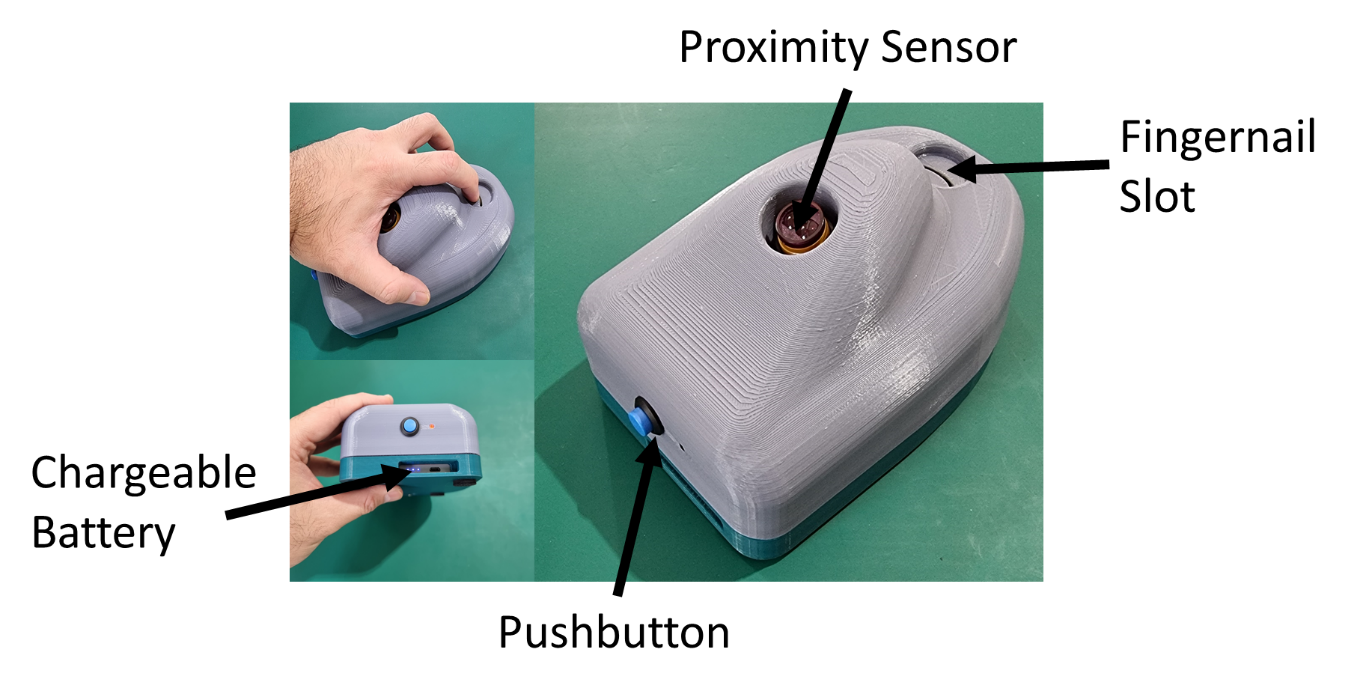 Proximity Sensor
Fingernail
Slot
Chargeable
Battery
Pushbutton